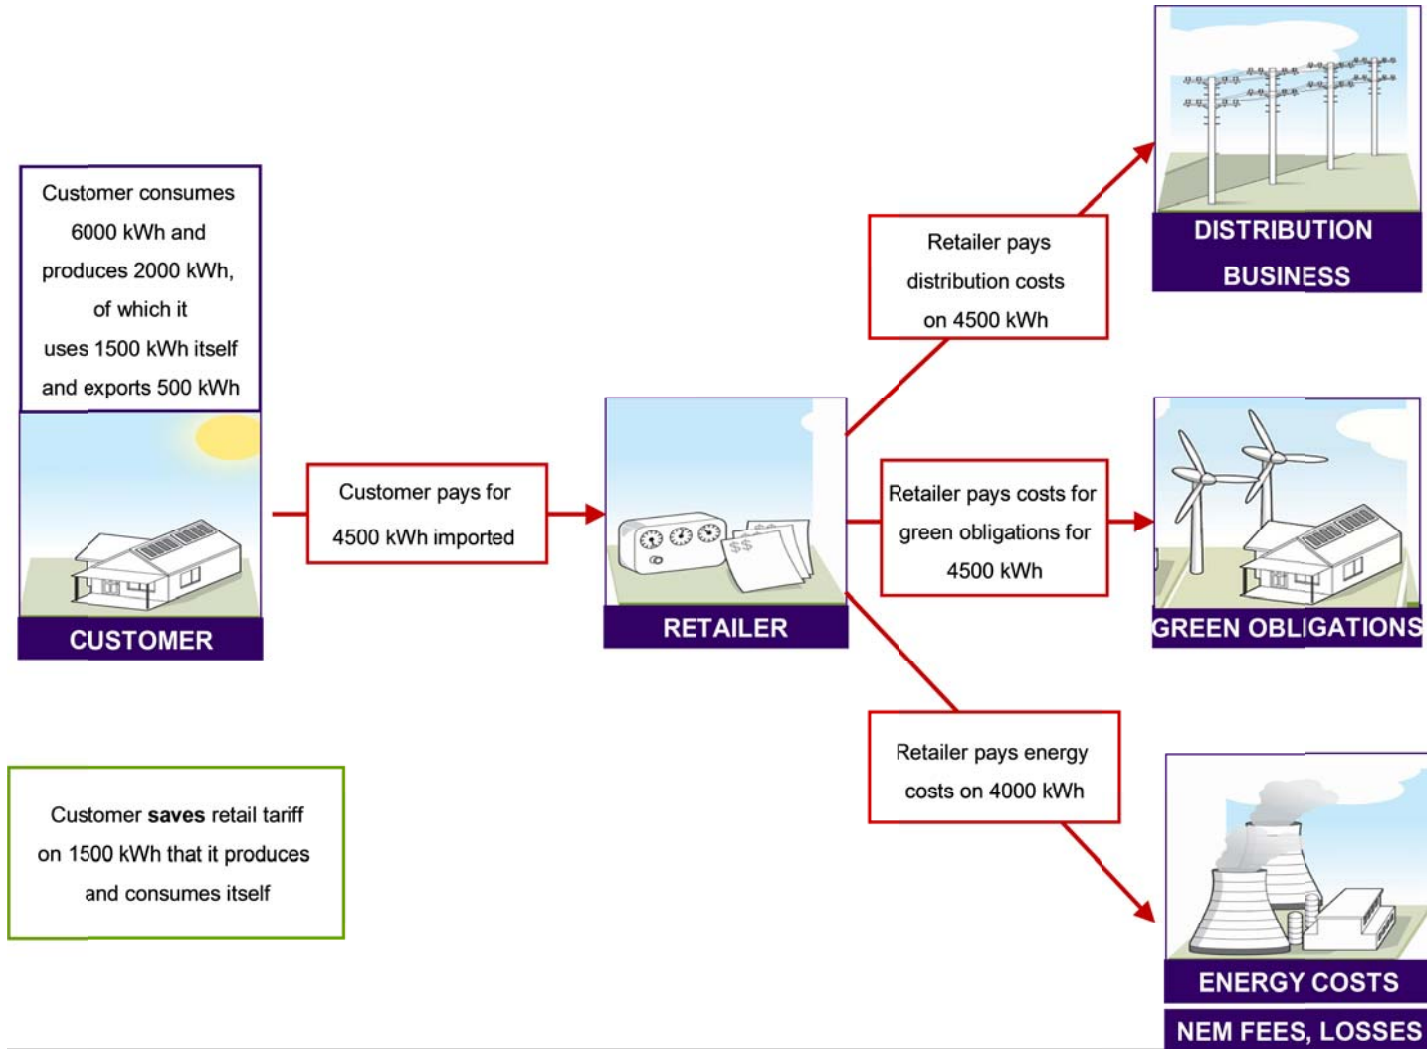 Customer consumes
6000 kWh and
produces 2000 kWh,
of which it
uses 1500 kWh itself
and exports 500 kWh
CUSTOMER
Customer pays for
4500 kWh imported
$$
$$
RETAILER
Retailer pays
distribution costs
on 4500 kWh
DISTRIBUTION
BUSINESS
Retailer pays costs for
green obligations for
4500 kWh
GREEN OBLIGATIONS
Retailer pays energy
costs on 4000 kWh
ENERGY COSTS
NEM FEES, LOSSES
Customer saves retail tariff
on 1500 kWh that it produces
and consumes itself